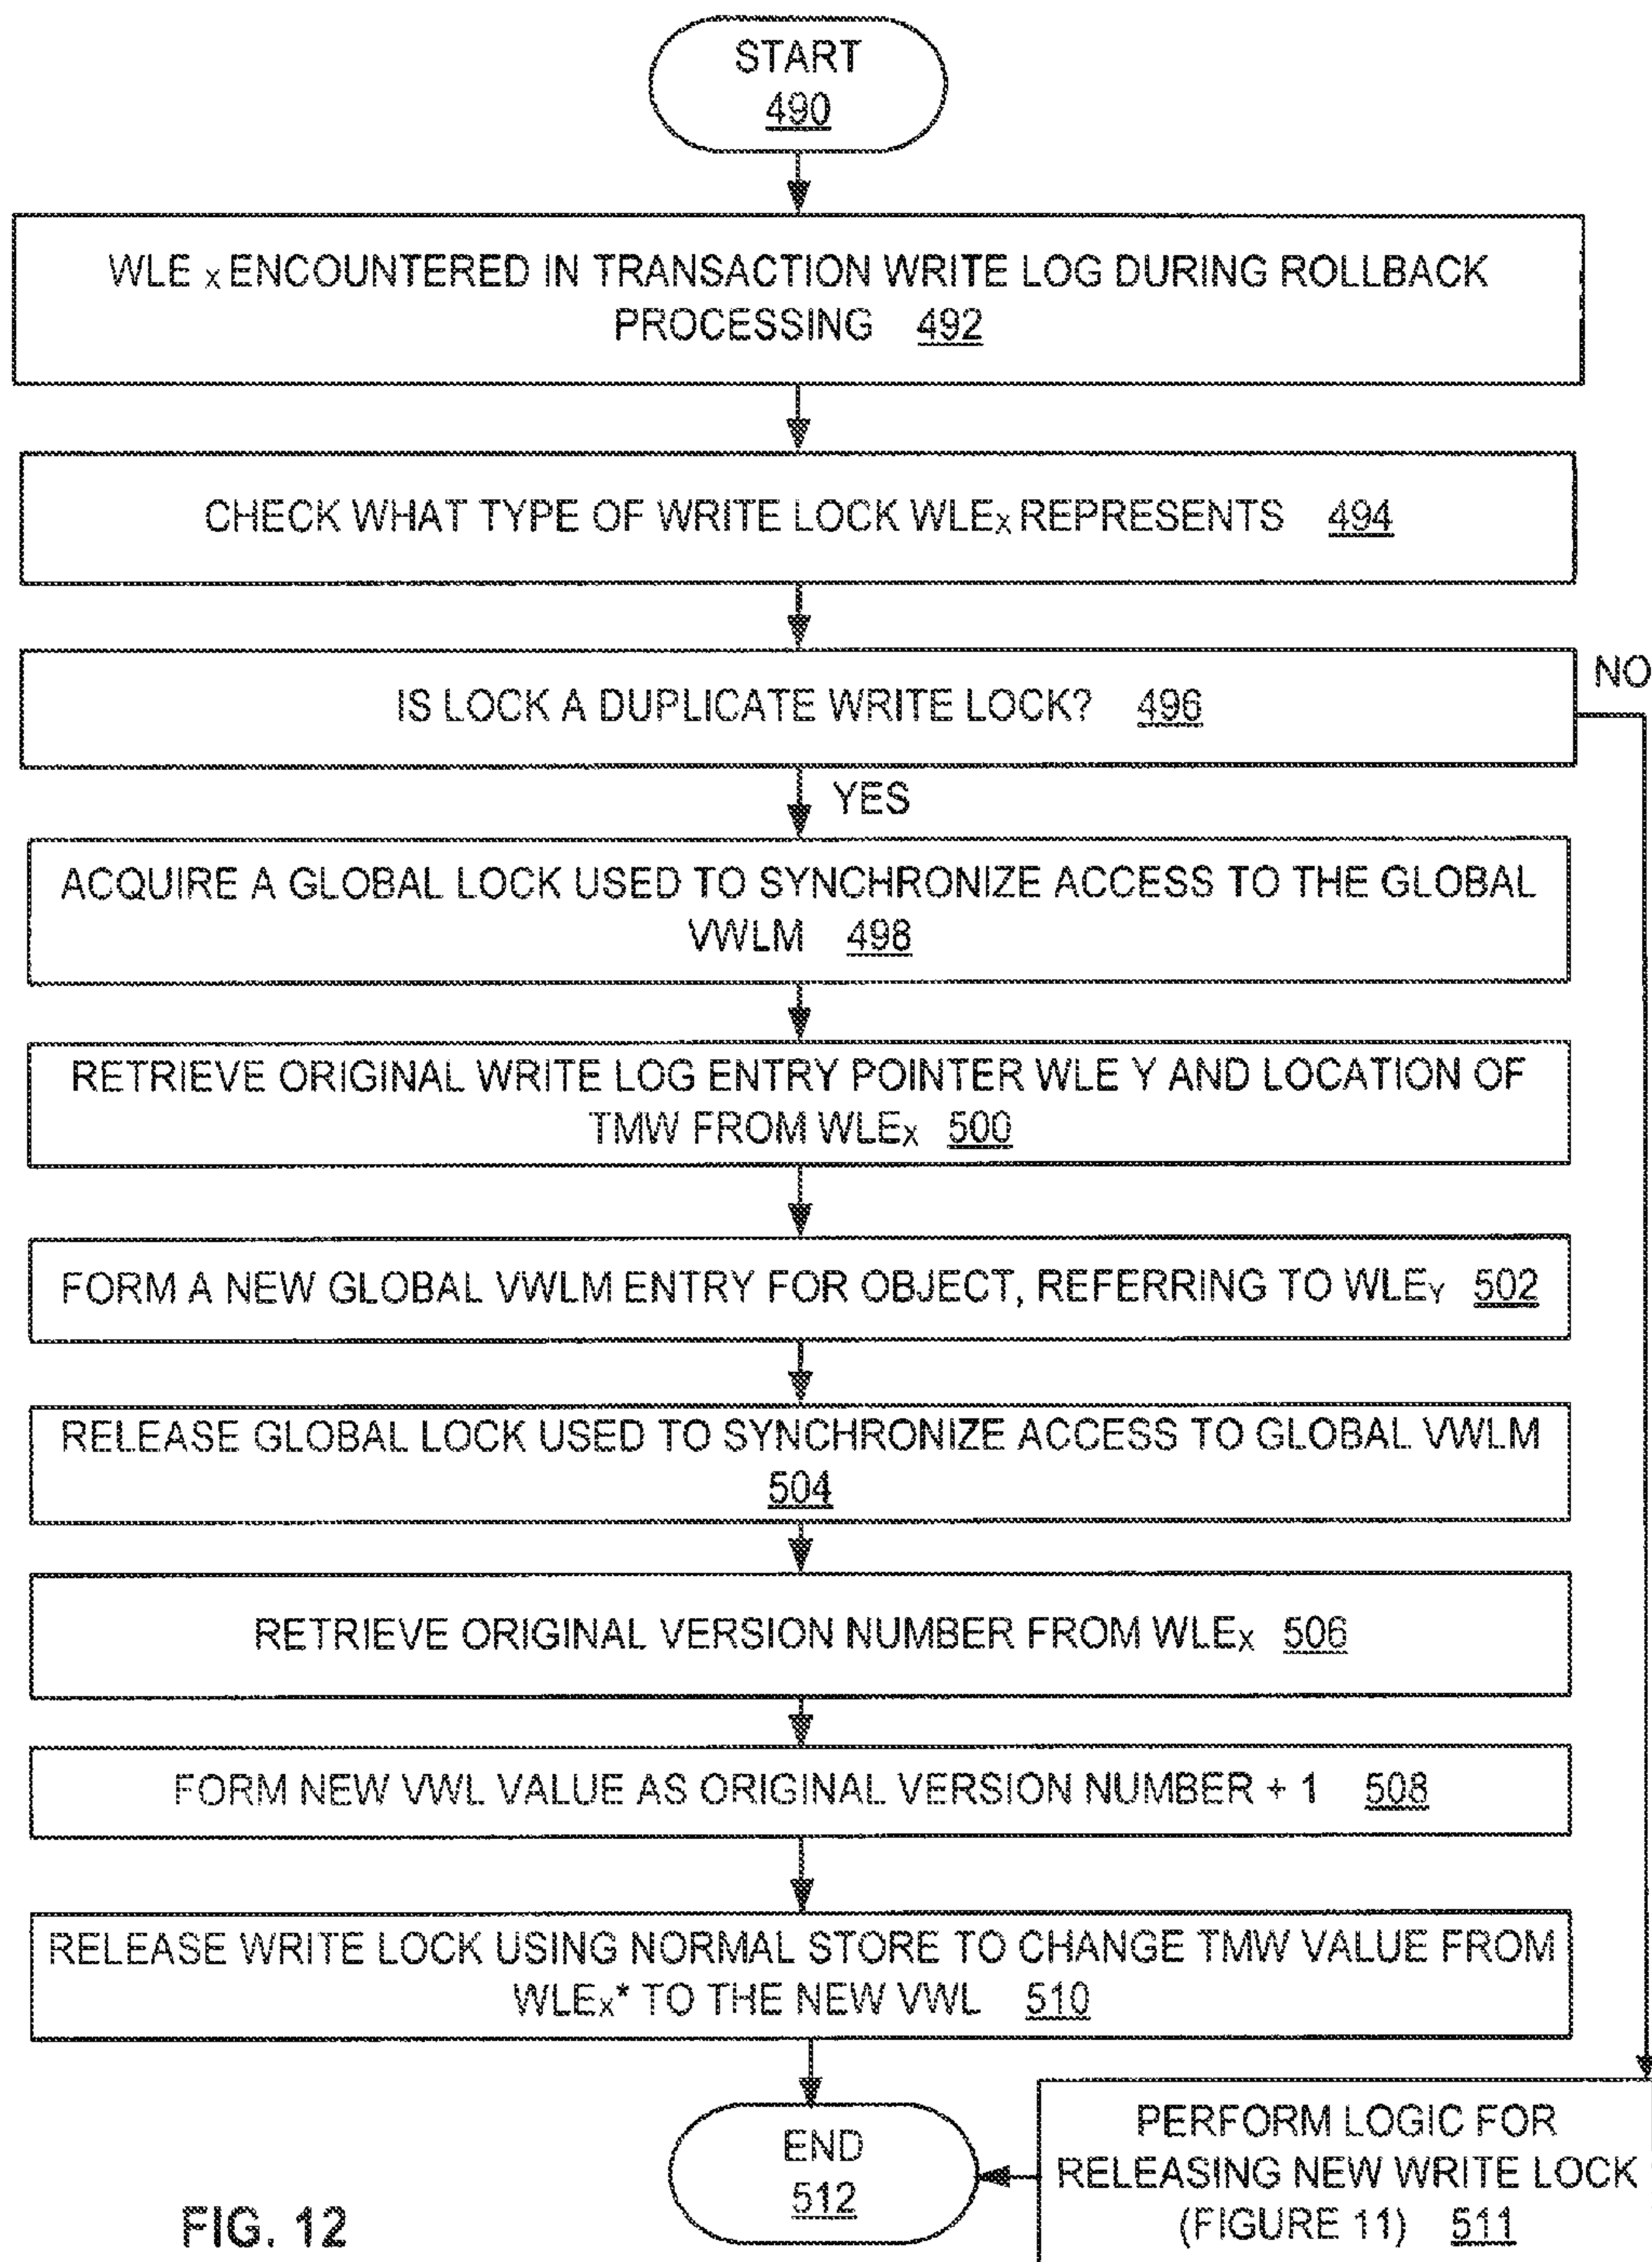 START
490
WLE X ENCOUNTERED IN TRANSACTION WRITE LOG DURING ROLLBACK
PROCESSING 492
CHECK WHAT TYPE OF WRITE LOCK WLEX REPRESENTS 494
IS LOCK A DUPLICATE WRITE LOCK? 496
NO
YES
ACQUIRE A GLOBAL LOCK USED TO SYNCHRONIZE ACCESS TO THE GLOBAL
VWLM 498
RETRIEVE ORIGINAL WRITE LOG ENTRY POINTER WLE Y AND LOCATION OF
TMW FROM WLEX 500
FORM A NEW GLOBAL VWLM ENTRY FOR OBJECT, REFERRING TO WLEY 502
RELEASE GLOBAL LOCK USED TO SYNCHRONIZE ACCESS TO GLOBAL VWLM
504
RETRIEVE ORIGINAL VERSION NUMBER FROM WLEX 506
FORM NEW VWL VALUE AS ORIGINAL VERSION NUMBER + 1 508
RELEASE WRITE LOCK USING NORMAL STORE TO CHANGE TMW VALUE FROM
WLEX* TO THE NEW VWL 510
END
512
PERFORM LOGIC FOR
RELEASING NEW WRITE LOCK
(FIGURE 11) 511
FIG. 12